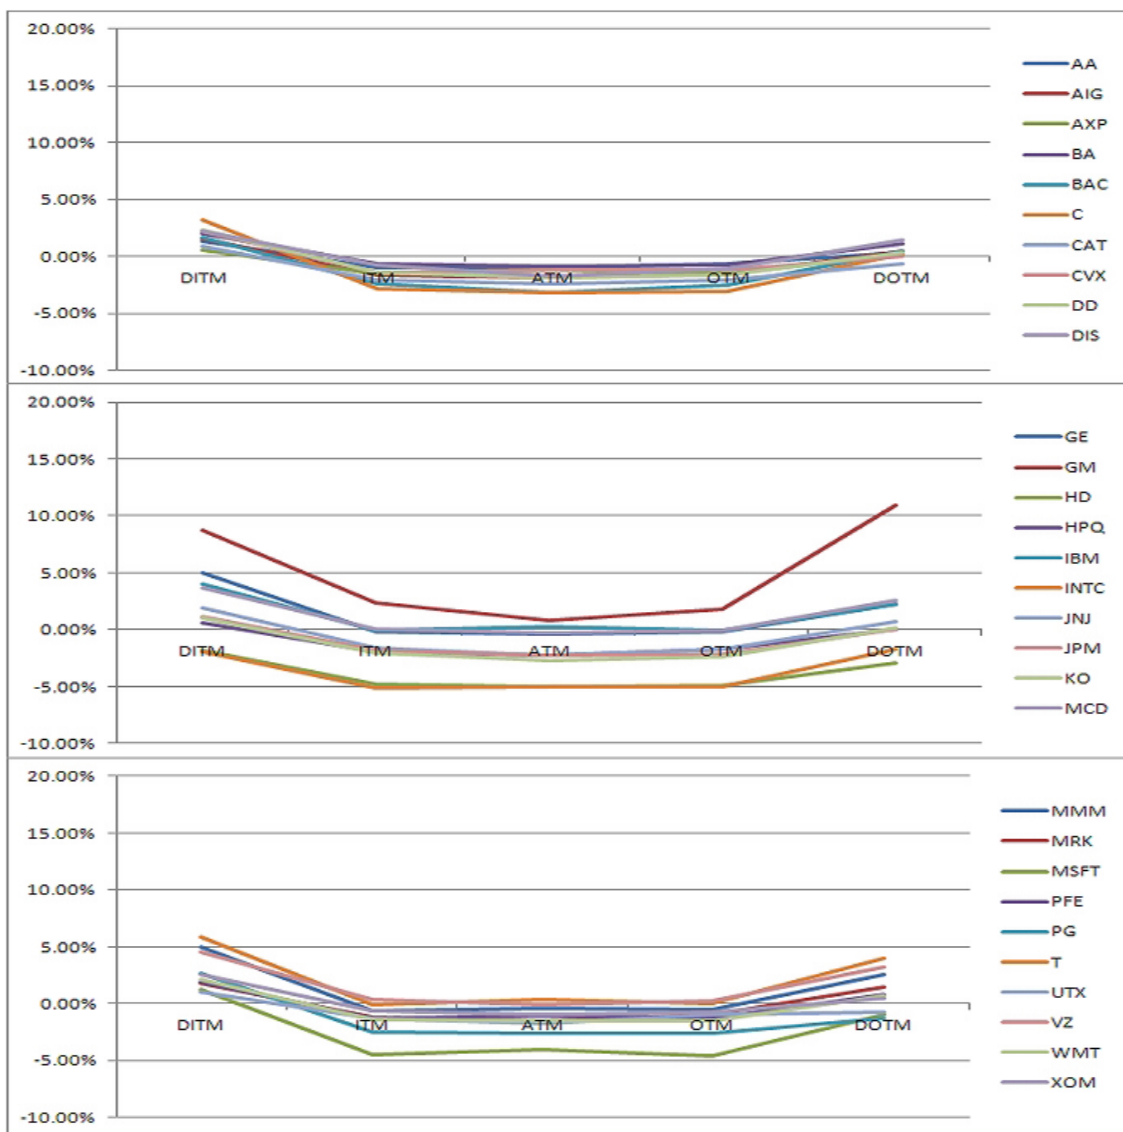 20.00%
15.00%
10.00%
5.00%
0.00%
-5.00%
-10.00%
DITM ITM ATM OTM DOTM
AA
AIG
AXP
BA
BAC
C
CAT
CVX
DD
DIS
20.00%
15.00%
10.00%
5.00%
0.00%
-5.00%
-10.00%
DITM ITM ATM OTM DOTM
GE
GM
HD
HPQ
IBM
INTC
JNJ
JPM
KO
MCD
20.00%
15.00%
10.00%
5.00%
0.00%
-5.00%
-10.00%
DITM ITM ATM OTM DOTM
MMM
MRK
MSFT
PFE
PG
T
UTX
VZ
WMT
XOM